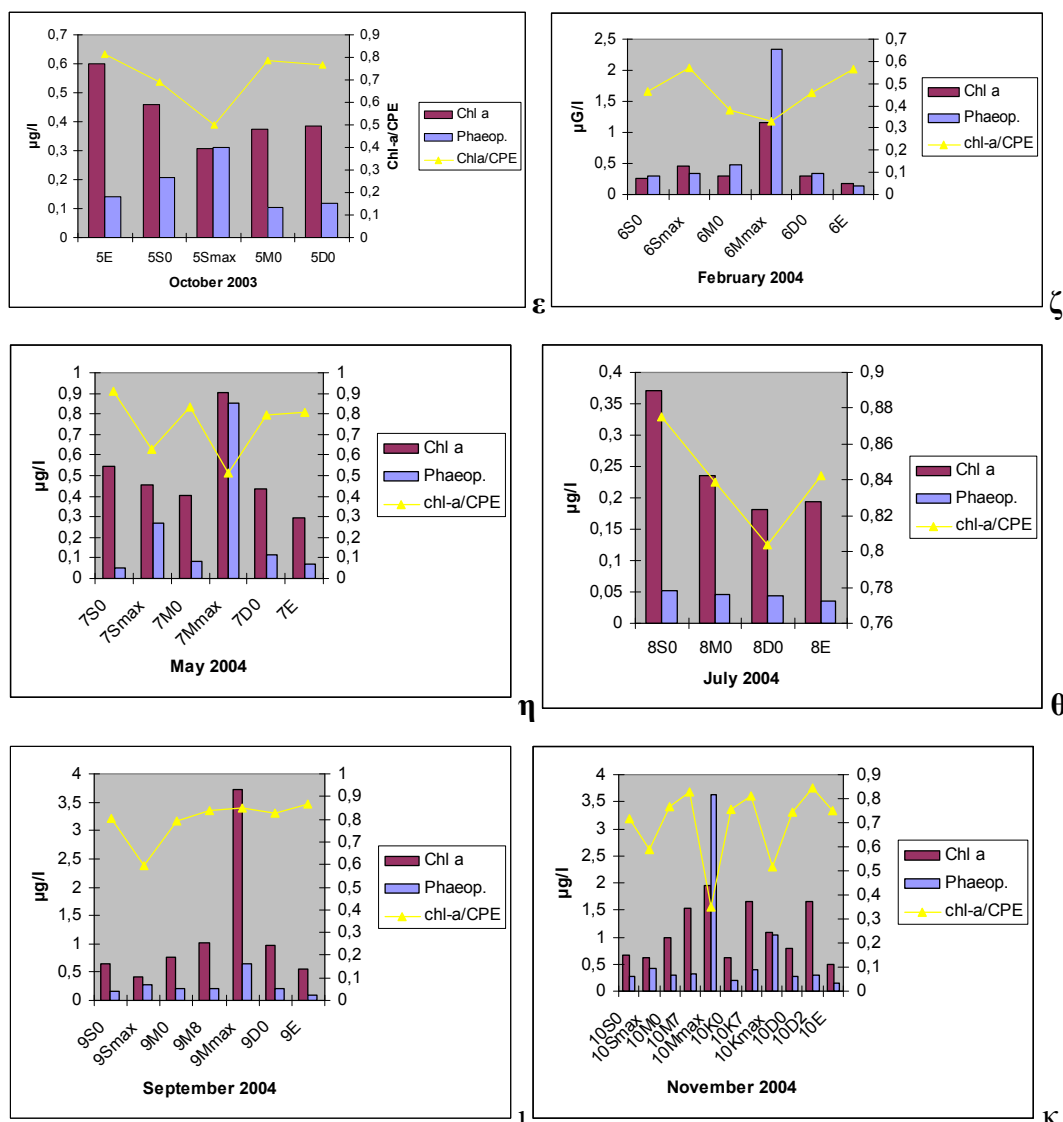 0,7
0,6
0,5
0,4
0,3
0,2
0,1
0
µg/l
0,9
0,8
0,7
0,6
0,5
0,4
0,3
0,2
0,1
0
Chl-a/CPE
5E 5S0 5Smax 5M0 5D0
October 2003
Chl a
Phaeop.
Chla/CPE
ε
2,5
2
1,5
1
0,5
0
µG/l
0,7
0,6
0,5
0,4
0,3
0,2
0,1
0
6S0 6Smax 6M0 6Mmax 6D0 6E
February 2004
Chl a
Phaeop.
chl-a/CPE
ζ
1
0,9
0,8
0,7
0,6
0,5
0,4
0,3
0,2
0,1
0
µg/l
1
0,9
0,8
0,7
0,6
0,5
0,4
0,3
0,2
0,1
0
7S0 7Smax 7M0 7Mmax 7D0 7E
May 2004
Chl a
Phaeop.
chl-a/CPE
η
0,4
0,35
0,3
0,25
0,2
0,15
0,1
0,05
0
µg/l
0,9
0,88
0,86
0,84
0,82
0,8
0,78
0,76
8S0 8M0 8D0 8E
July 2004
Chl a
Phaeop.
chl-a/CPE
θ
4
3,5
3
2,5
2
1,5
1
0,5
0
µg/l
1
0,9
0,8
0,7
0,6
0,5
0,4
0,3
0,2
0,1
0
9S0 9Smax 9M0 9M8 9Mmax 9D0 9E
September 2004
Chl a
Phaeop.
chl-a/CPE
ι
4
3,5
3
2,5
2
1,5
1
0,5
0
µg/l
0,9
0,8
0,7
0,6
0,5
0,4
0,3
0,2
0,1
0
10S0 10Smax 10M0 10M7 10Mmax 10K0 10K7 10Kmax 10D0 10D2 10E
November 2004
Chl a
Phaeop.
chl-a/CPE
κ